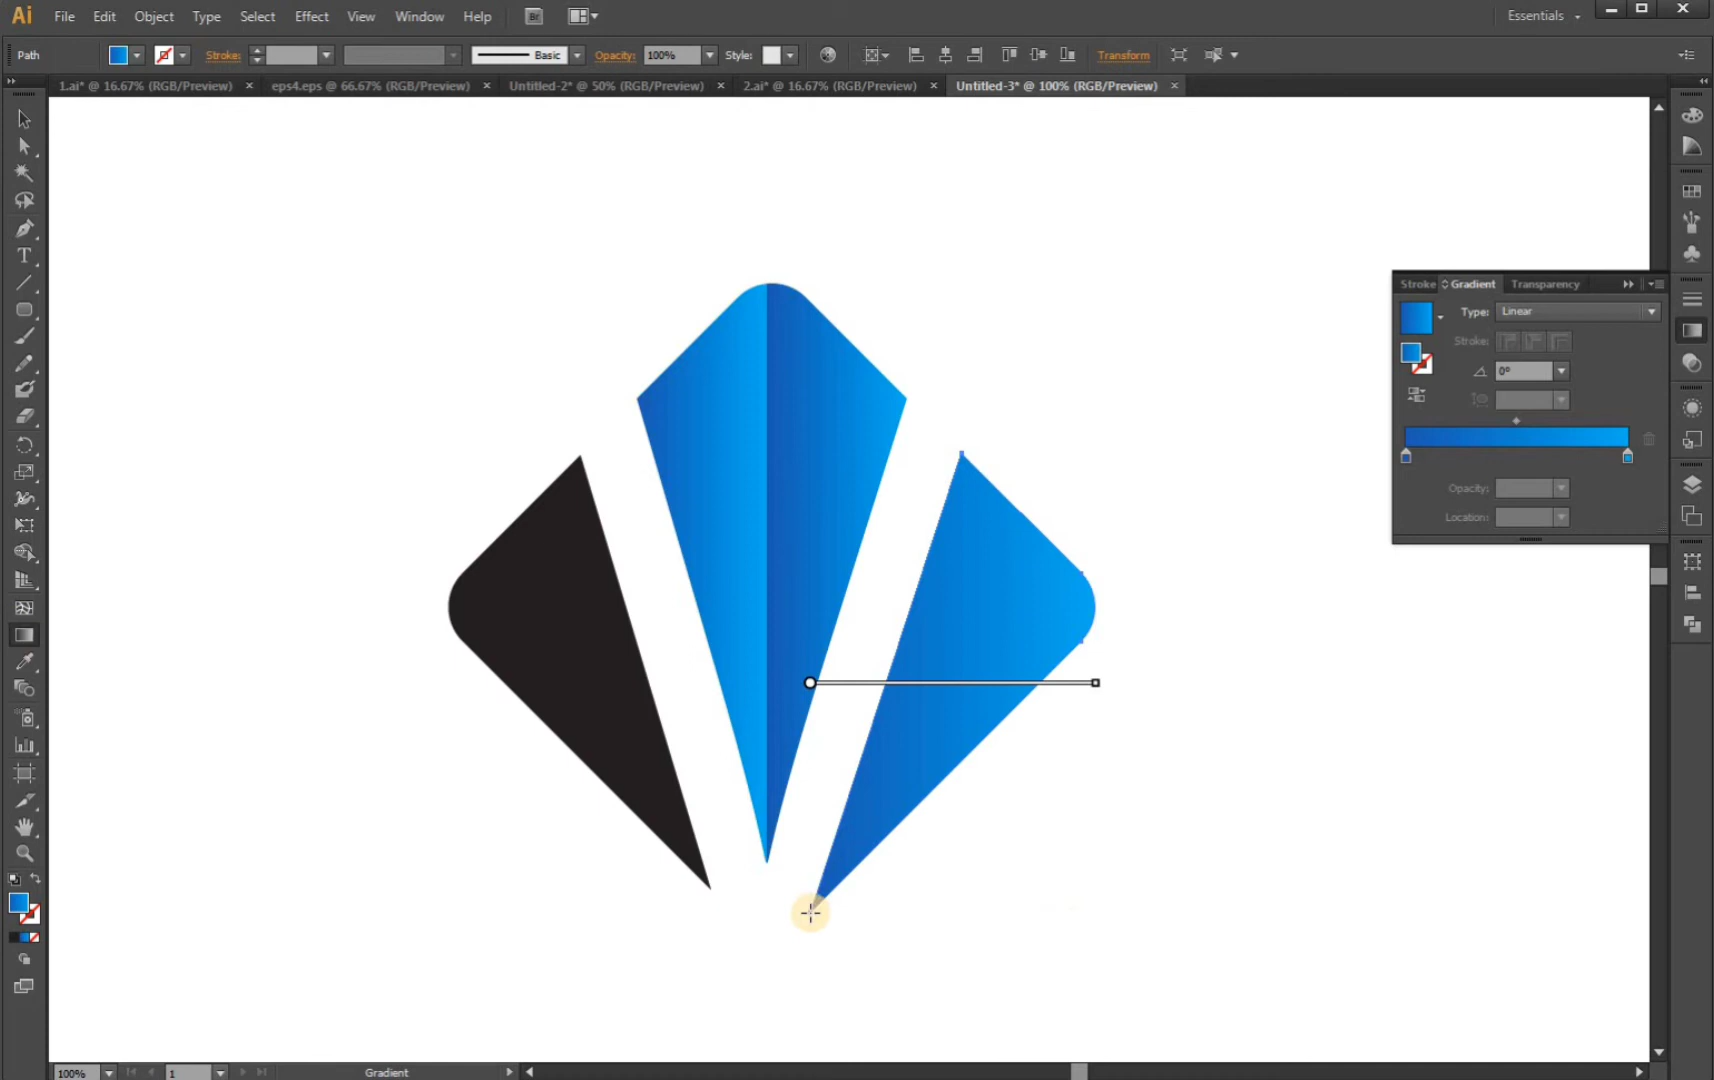 Ai File Edit Object Type Select Effect View Window Help Br Essentials
Path Stroke: Basic Opacity: 100% Style: Transform
1.ai* @ 16.67% (RGB/Preview) eps4.eps @ 66.67% (RGB/Preview) Untitled-2* @ 50% (RGB/Preview) 2.ai* @ 16.67% (RGB/Preview) Untitled-3* @ 100% (RGB/Preview)
Stroke Gradient Transparency
Type: Linear
Stroke:
0°
Opacity:
Location:
100% 1 Gradient